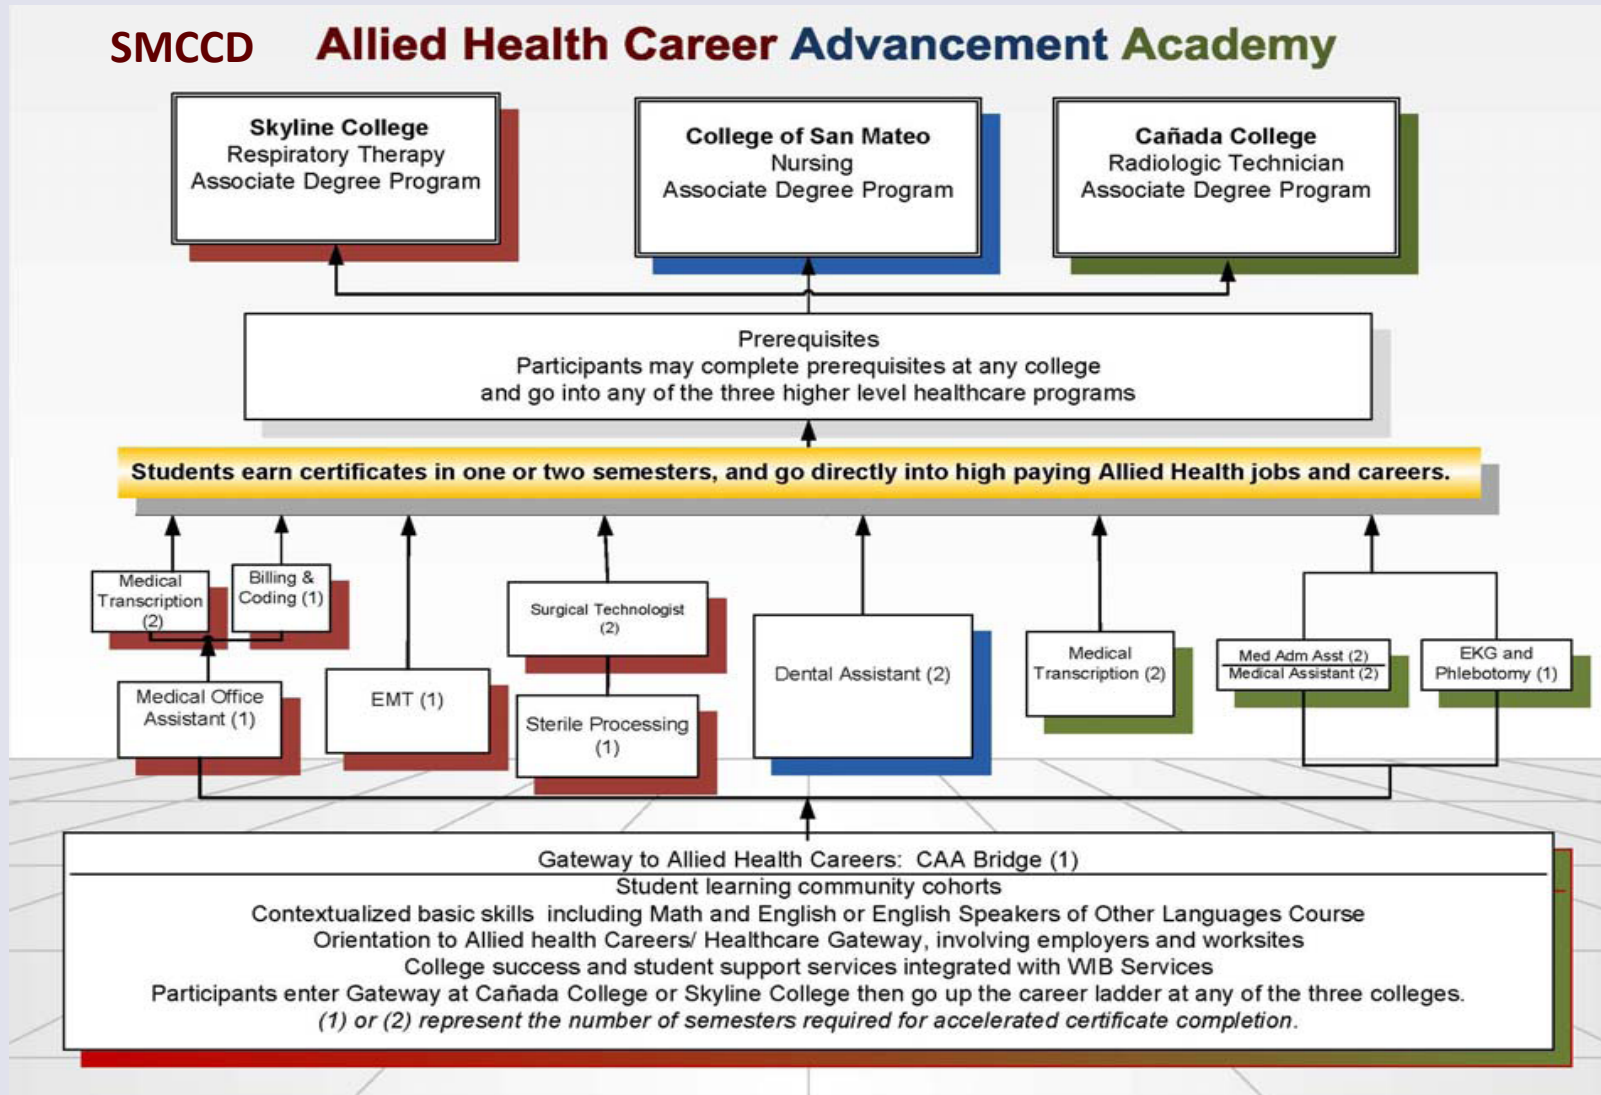 SMCCD Allied Health Career Advancement Academy
Skyline College
Respiratory Therapy
Associate Degree Program
College of San Mateo
Nursing
Associate Degree Program
Cañada College
Radiologic Technician
Associate Degree Program
Prerequisites
Participants may complete prerequisites at any college
and go into any of the three higher level healthcare programs
Students earn certificates in one or two semesters, and go directly into high paying Allied Health jobs and careers.
Medical
Transcription
(2)
Billing &
Coding (1)
Medical Office
Assistant (1)
EMT (1)
Surgical Technologist
(2)
Sterile Processing
(1)
Dental Assistant (2)
Medical
Transcription (2)
Med Adm Asst (2)
Medical Assistant (2)
EKG and
Phlebotomy (1)
Gateway to Allied Health Careers: CAA Bridge (1)
Student learning community cohorts
Contextualized basic skills including Math and English or English Speakers of Other Languages Course
Orientation to Allied health Careers/ Healthcare Gateway, involving employers and worksites
College success and student support services integrated with WIB Services
Participants enter Gateway at Cañada College or Skyline College then go up the career ladder at any of the three colleges.
(1) or (2) represent the number of semesters required for accelerated certificate completion.